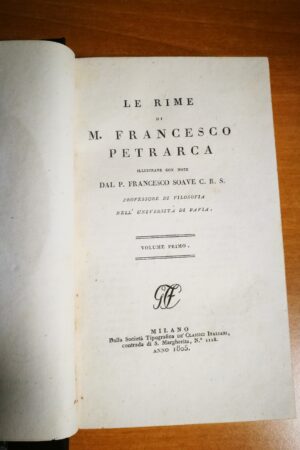 LE RIME
DI
M. FRANCESCO
PETRARCA
ILLUSTRATE CON NOTE
DAL P. FRANCESCO SOAVE C. R. S.
PROFESSORE DI FILOSOFIA
NELL' UNIVERSITÀ DI PAVIA.
VOLUME PRIMO.
MILANO
Dalla Società Tipografica de' Classici Italiani,
contrada di S. Margherita, N.° 1118.
ANNO 1805.